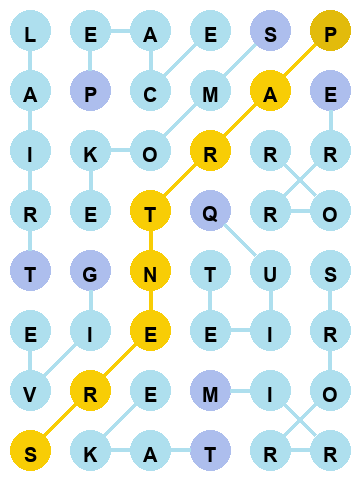 L E A E S P
A P C M A E
I K O R R R
R E T Q R O
T G N T U S
E I E E I R
V R E M I O
S K A T R R